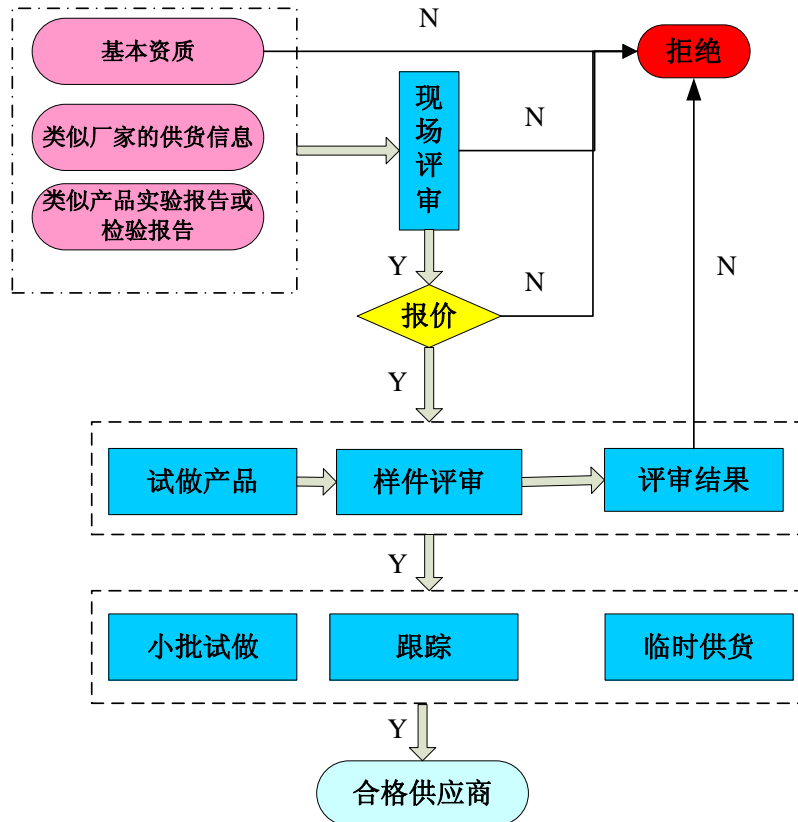 基本资质
N
拒绝
类似厂家的供货信息
现场评审
N
类似产品实验报告或
检验报告
Y
N
N
报价
Y
试做产品
样件评审
评审结果
Y
小批试做
跟踪
临时供货
Y
合格供应商